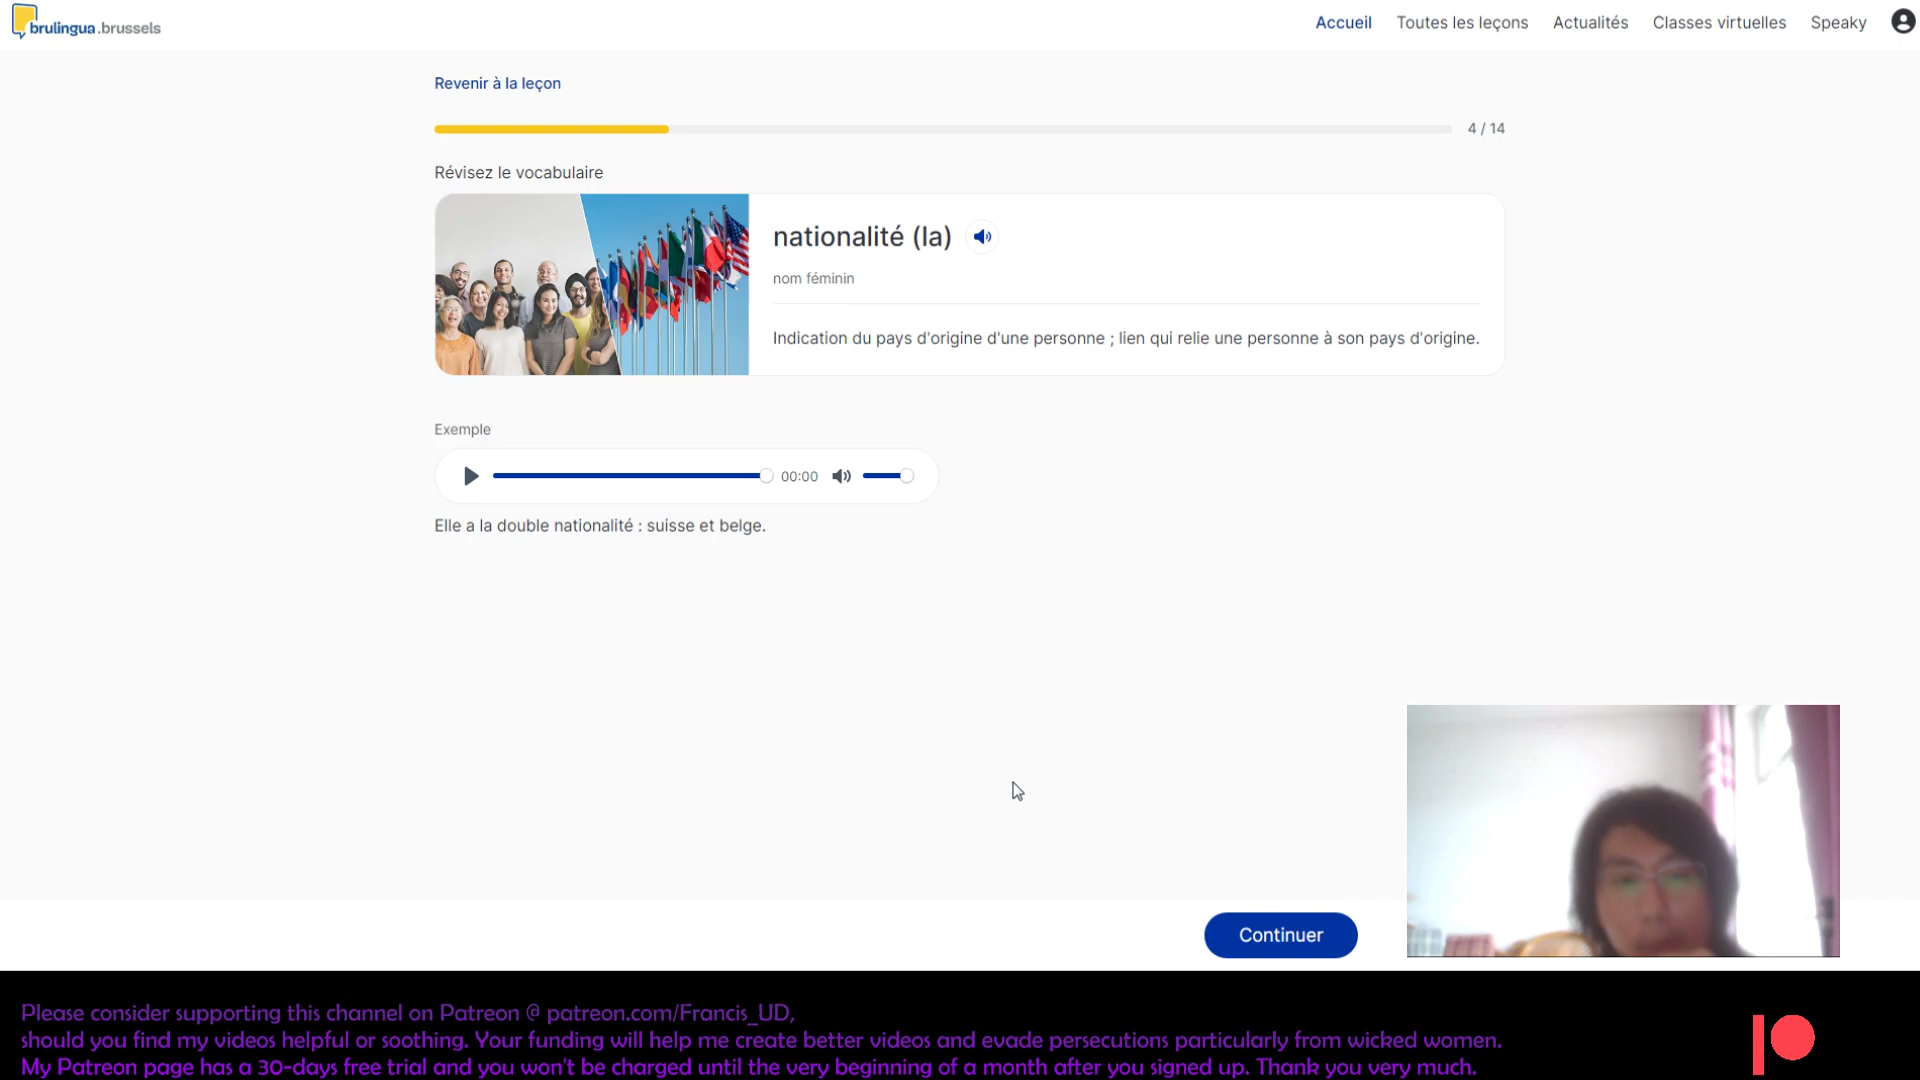 brulingua.brussels
Accueil
Toutes les leçons
Actualités
Classes virtuelles
Speaky
Revenir à la leçon
4 / 14
Révisez le vocabulaire
nationalité (la)
nom féminin
Indication du pays d'origine d'une personne ; lien qui relie une personne à son pays d'origine.
Exemple
00:00
Elle a la double nationalité : suisse et belge.
Continuer
Please consider supporting this channel on Patreon @ patreon.com/Francis_UD,
should you find my videos helpful or soothing. Your funding will help me create better videos and evade persecutions particularly from wicked women.
My Patreon page has a 30-days free trial and you won't be charged until the very beginning of a month after you signed up. Thank you very much.